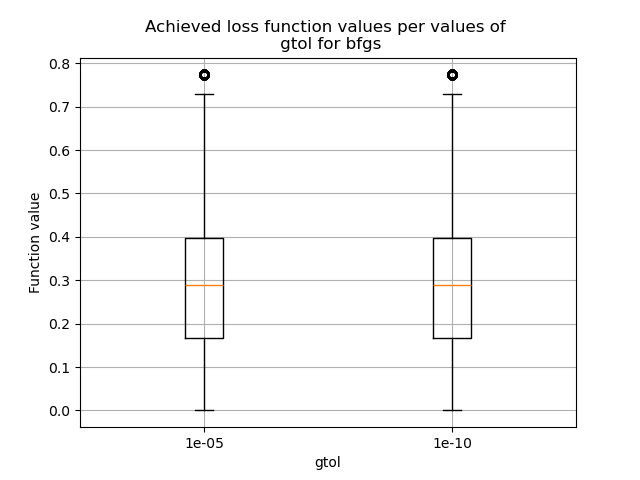 Achieved loss function values per values of
gtol for bfgs
0.8
0.7
0.6
0.5
0.4
0.3
0.2
0.1
0.0
Function value
1e-05
1e-10
gtol